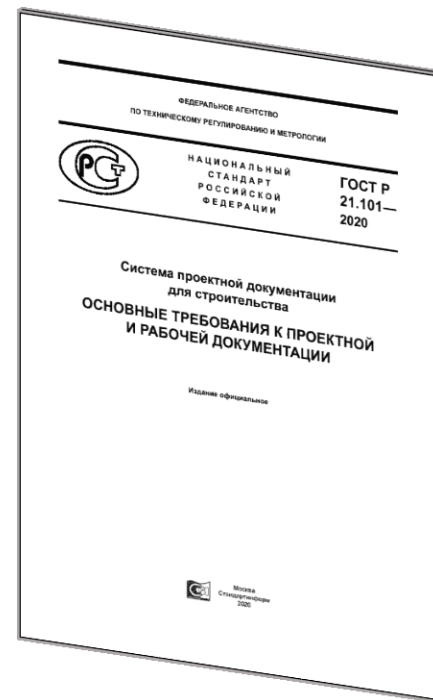 ФЕДЕРАЛЬНОЕ АГЕНТСТВО
ПО ТЕХНИЧЕСКОМУ РЕГУЛИРОВАНИЮ И МЕТРОЛОГИИ
НАЦИОНАЛЬНЫЙ
СТАНДАРТ
РОССИЙСКОЙ
ФЕДЕРАЦИИ
ГОСТ Р
21.101—
2020
Система проектной документации
для строительства
ОСНОВНЫЕ ТРЕБОВАНИЯ К ПРОЕКТНОЙ
И РАБОЧЕЙ ДОКУМЕНТАЦИИ
Издание официальное
Москва
Стандартинформ
2020